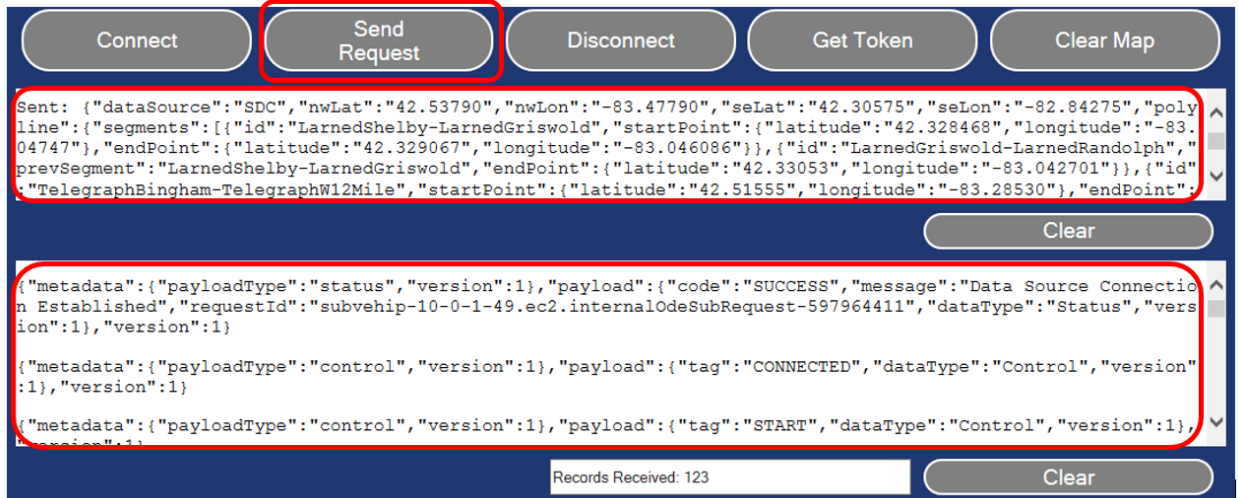 Connect
Send
Request
Disconnect
Get Token
Clear Map
Sent: {"dataSource":"SDC","nwLat":"42.53790","nwLon":"-83.47790","seLat":"42.30575","seLon":"-82.84275","poly
line":{"segments":[{"id":"LarnedShelby-LarnedGriswold","startPoint":{"latitude":"42.328468","longitude":"-83.
04747"},"endPoint":{"latitude":"42.329067","longitude":"-83.046086"}},{"id":"LarnedGriswold-LarnedRandolph","
prevSegment":"LarnedShelby-LarnedGriswold","endPoint":{"latitude":"42.33053","longitude":"-83.042701"}},{"id"
:"TelegraphBingham-TelegraphW12Mile","startPoint":{"latitude":"42.51555","longitude":"-83.28530"},"endPoint":
Clear
{"metadata":{"payloadType":"status","version":1},"payload":{"code":"SUCCESS","message":"Data Source Connectio
n Established","requestId":"subvehip-10-0-1-49.ec2.internalOdeSubRequest-597964411","dataType":"Status","vers
ion":1},"version":1}
{"metadata":{"payloadType":"control","version":1},"payload":{"tag":"CONNECTED","dataType":"Control","version"
:1},"version":1}
{"metadata":{"payloadType":"control","version":1},"payload":{"tag":"START","dataType":"Control","version":1},
"version":1}
Records Received: 123
Clear